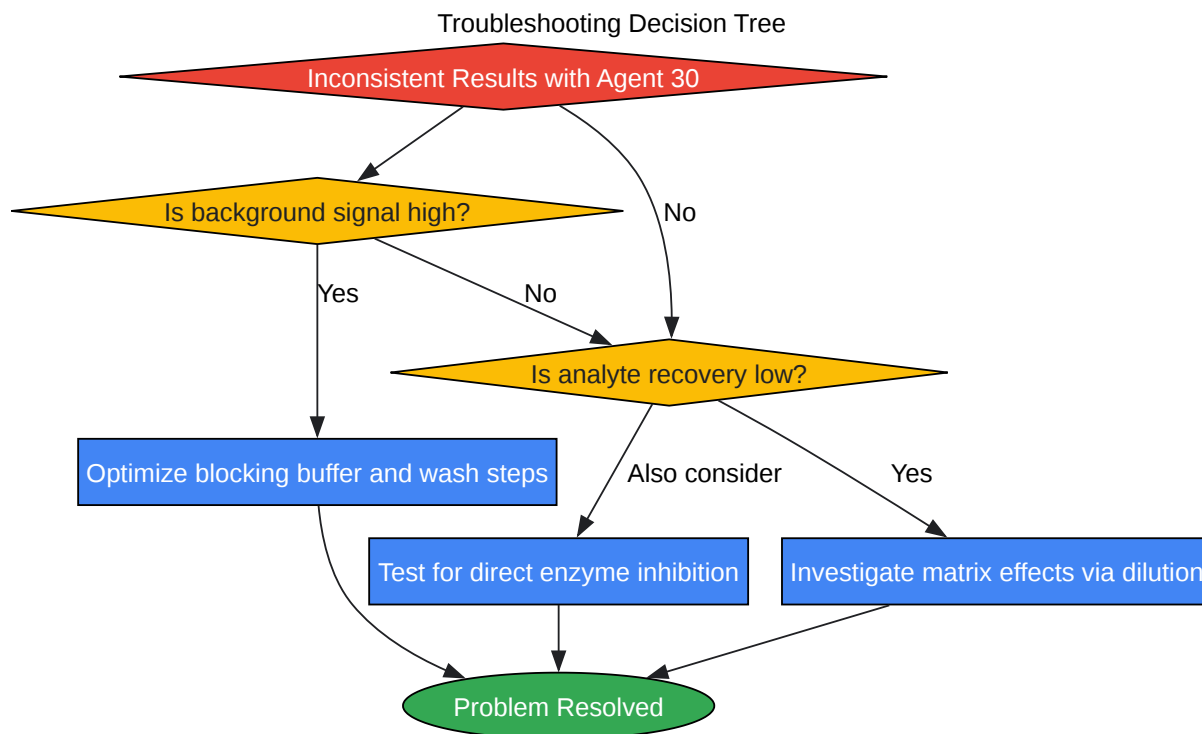 Troubleshooting Decision Tree
Inconsistent Results with Agent 30
Is background signal high?
No
Yes
No
Is analyte recovery low?
Optimize blocking buffer and wash steps
Also consider
Yes
Test for direct enzyme inhibition
Investigate matrix effects via dilution
Problem Resolved